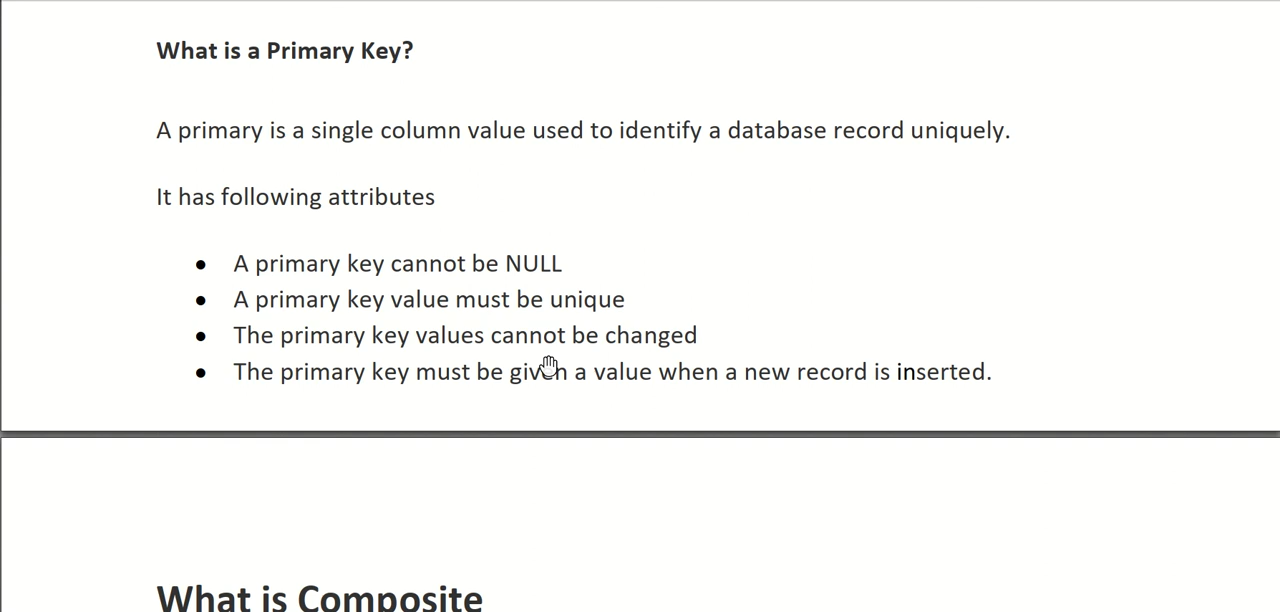 What is a Primary Key?
A primary is a single column value used to identify a database record uniquely.
It has following attributes
• A primary key cannot be NULL
• A primary key value must be unique
• The primary key values cannot be changed
• The primary key must be given a value when a new record is inserted.
What is Composite